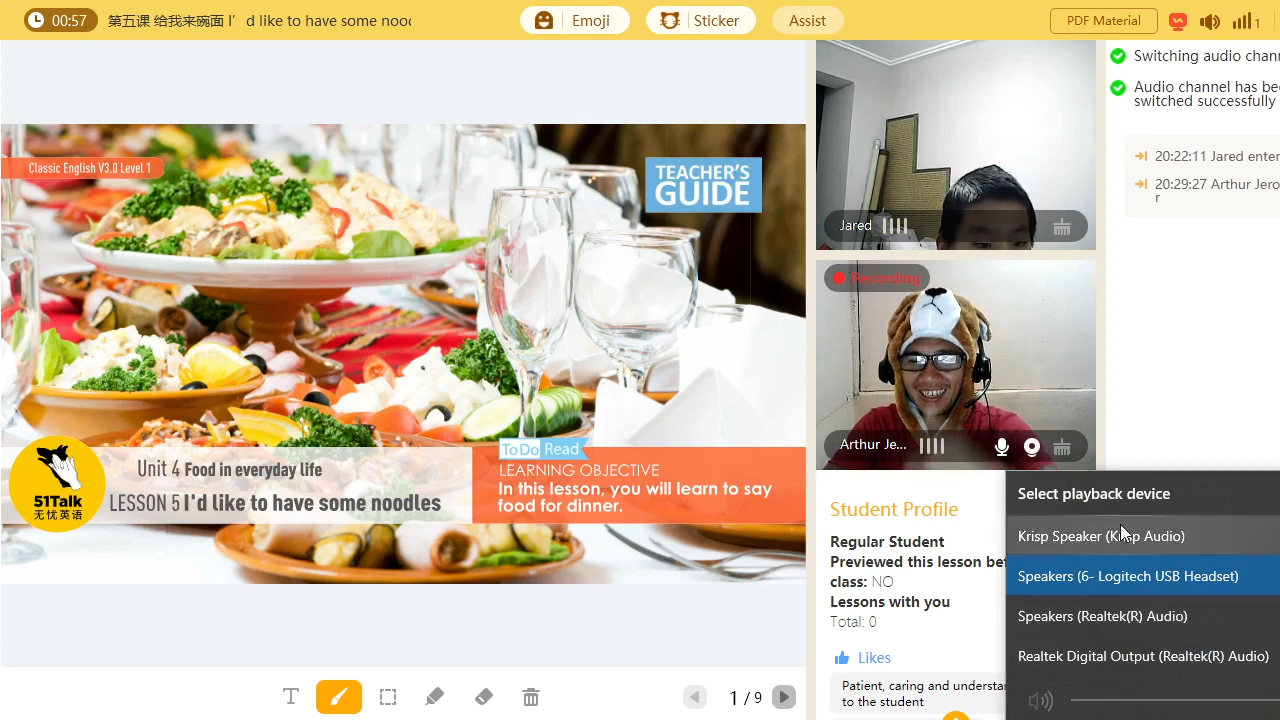 00:57 第五课 给我来碗面 I' d like to have some nooc
Emoji
Sticker
Assist
PDF Material
1
Classic English V3.0 Level 1
TEACHER'S
GUIDE
51Talk
无忧英语
Unit 4 Food in everyday life
LESSON 5 I'd like to have some noodles
To Do Read
LEARNING OBJECTIVE
In this lesson, you will learn to say
food for dinner.
T
1 / 9
Jared
Recording
Arthur Je...
Student Profile
Regular Student
Previewed this lesson bef
class: NO
Lessons with you
Total: 0
Likes
Patient, caring and understa
to the student
Switching audio chan
Audio channel has be
switched successfully
20:22:11 Jared enter
20:29:27 Arthur Jero
r
Select playback device
Krisp Speaker (Krisp Audio)
Speakers (6- Logitech USB Headset)
Speakers (Realtek(R) Audio)
Realtek Digital Output (Realtek(R) Audio)